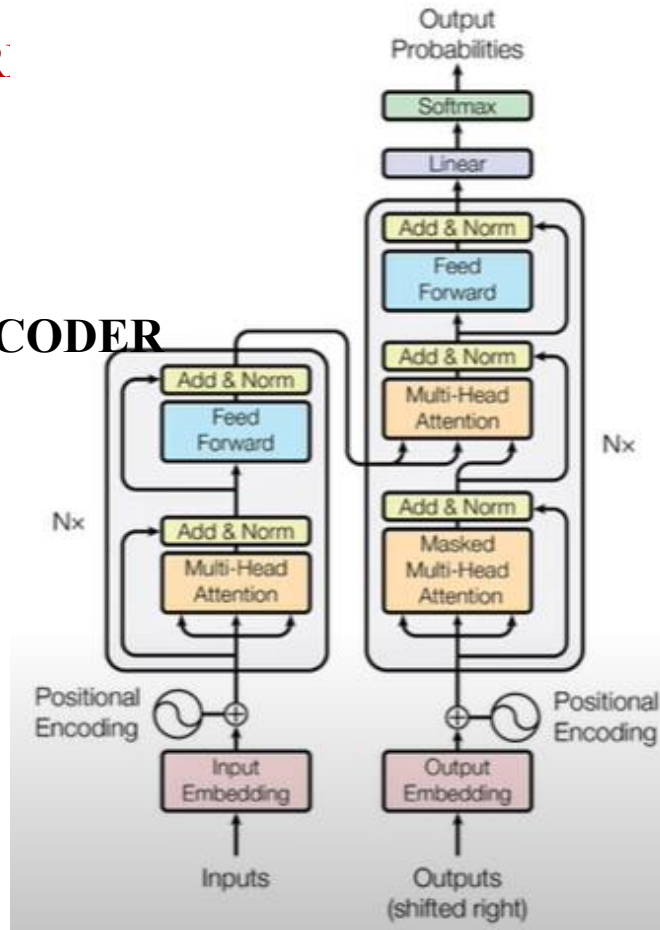 Output
Probabilities
Softmax
Linear
Add & Norm
Feed
Forward
Add & Norm
Multi-Head
Attention
Add & Norm
Masked
Multi-Head
Attention
Nx
CODER
Add & Norm
Feed
Forward
Add & Norm
Multi-Head
Attention
Nx
Positional
Encoding
Positional
Encoding
Input
Embedding
Output
Embedding
Inputs
Outputs
(shifted right)